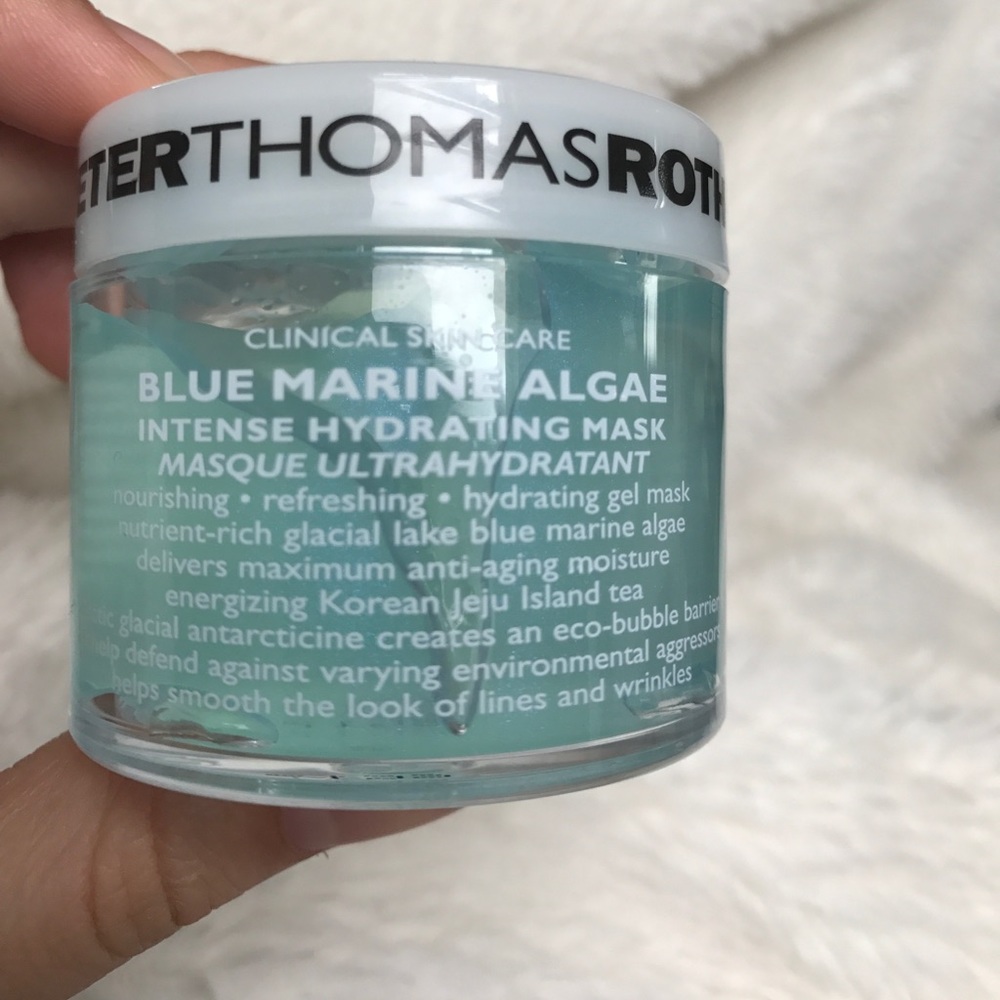 ETERTHOMASROTH
CLINICAL SKIN CARE
BLUE MARINE ALGAE
INTENSE HYDRATING MASK
MASQUE ULTRAHYDRATANT
nourishing • refreshing • hydrating gel mask
nutrient-rich glacial lake blue marine algae
delivers maximum anti-aging moisture
energizing Korean Jeju Island tea
glacial antarcticine creates an eco-bubble barrier
defend against varying environmental aggressors
helps smooth the look of lines and wrinkles